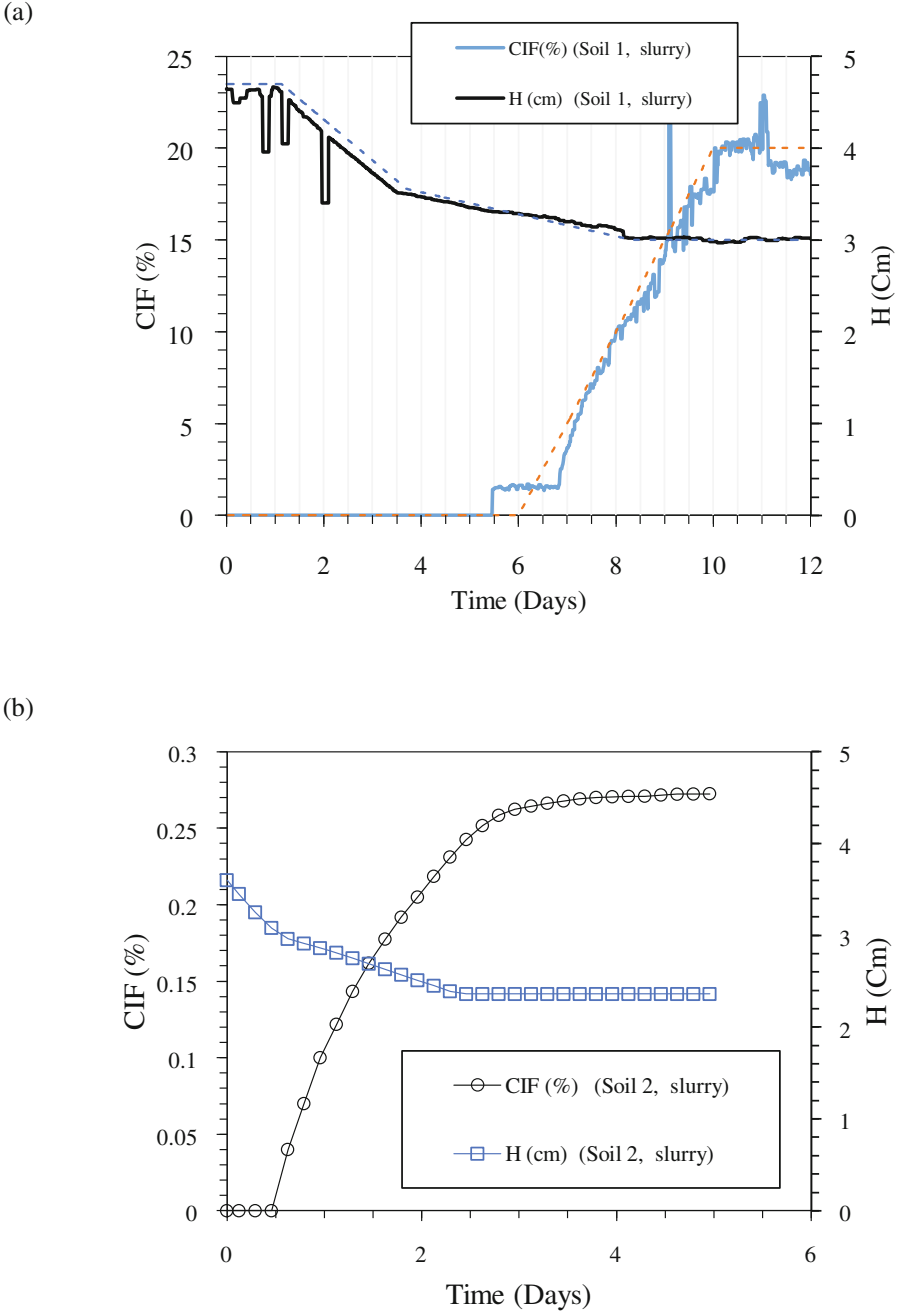 (a)
CIF(%) (Soil 1, slurry)
H (cm) (Soil 1, slurry)
25
20
15
10
5
0
CIF (%)
5
4
3
2
1
0
H (Cm)
0 2 4 6 8 10 12
Time (Days)
(b)
0.3
0.25
0.2
0.15
0.1
0.05
0
CIF (%)
5
4
3
2
1
0
H (Cm)
CIF (%) (Soil 2, slurry)
H (cm) (Soil 2, slurry)
0 2 4 6
Time (Days)